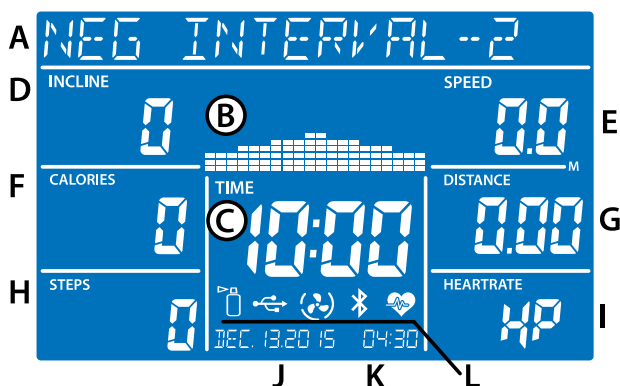 A NEG INTERVAL--2
D INCLINE 0
B
SPEED 0.0 M E
F CALORIES 0
TIME
C 10:00
DISTANCE 0.00 G
H STEPS 0
HEARTRATE HP I
DEC. 13.2015 04:30
J K L